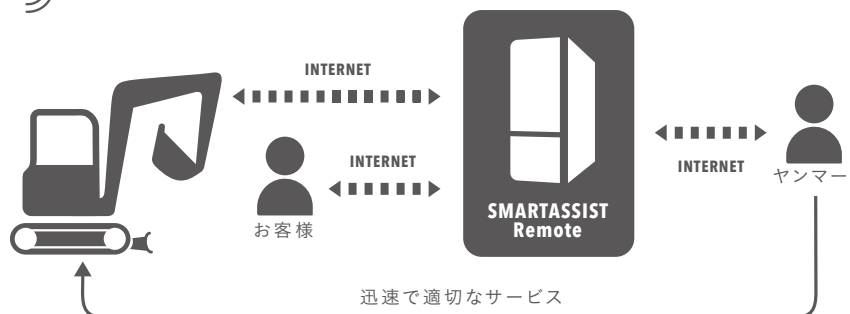 INTERNET
INTERNET
お客様
SMARTASSIST
Remote
INTERNET
ヤンマー
迅速で適切なサービス